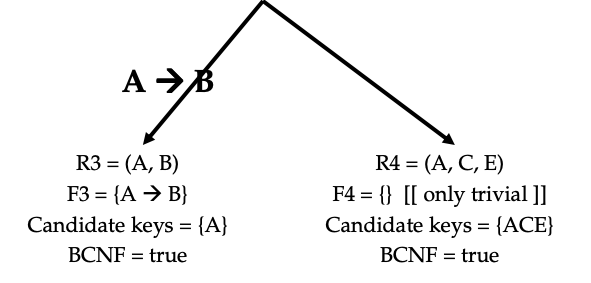 A → B
R3 = (A, B)
F3 = {A → B}
Candidate keys = {A}
BCNF = true
R4 = (A, C, E)
F4 = {} [[ only trivial ]]
Candidate keys = {ACE}
BCNF = true